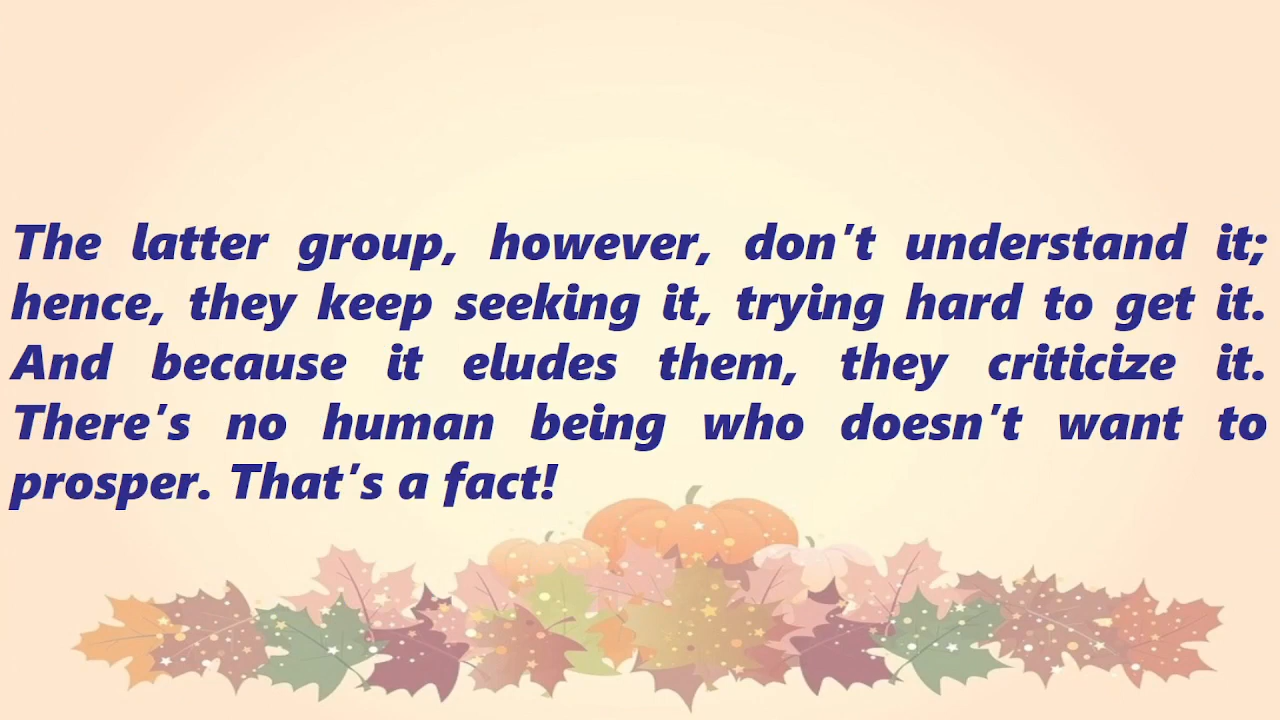 The latter group, however, don't understand it;
hence, they keep seeking it, trying hard to get it.
And because it eludes them, they criticize it.
There's no human being who doesn't want to
prosper. That's a fact!